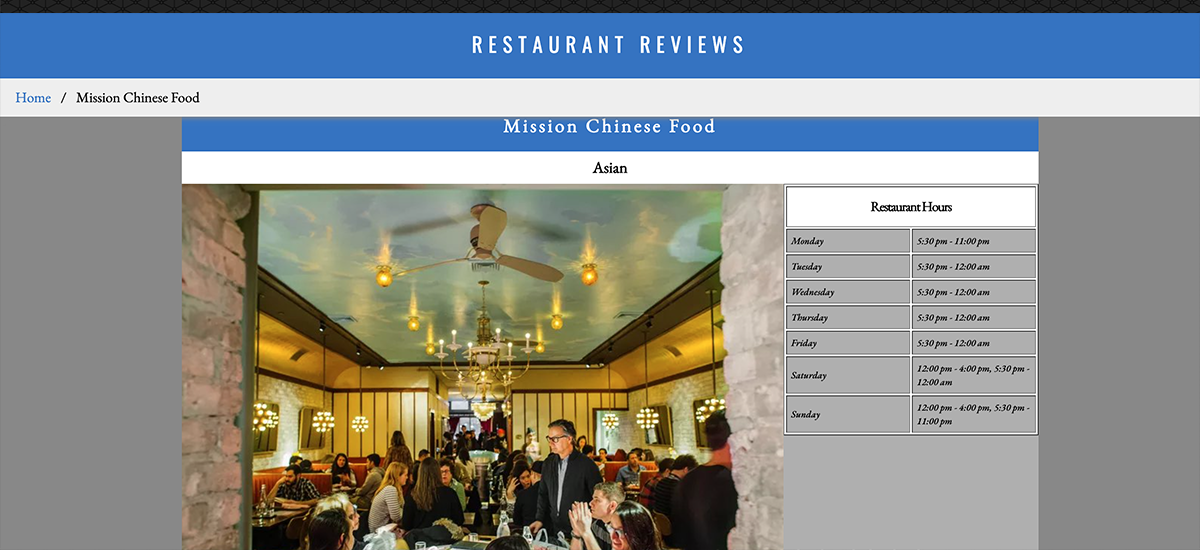 RESTAURANT REVIEWS
Home / Mission Chinese Food
Mission Chinese Food
Asian
Restaurant Hours
Monday 5:30 pm - 11:00 pm
Tuesday 5:30 pm - 12:00 am
Wednesday 5:30 pm - 12:00 am
Thursday 5:30 pm - 12:00 am
Friday 5:30 pm - 12:00 am
Saturday 12:00 pm - 4:00 pm, 5:30 pm -
12:00 am
Sunday 12:00 pm - 4:00 pm, 5:30 pm -
11:00 pm